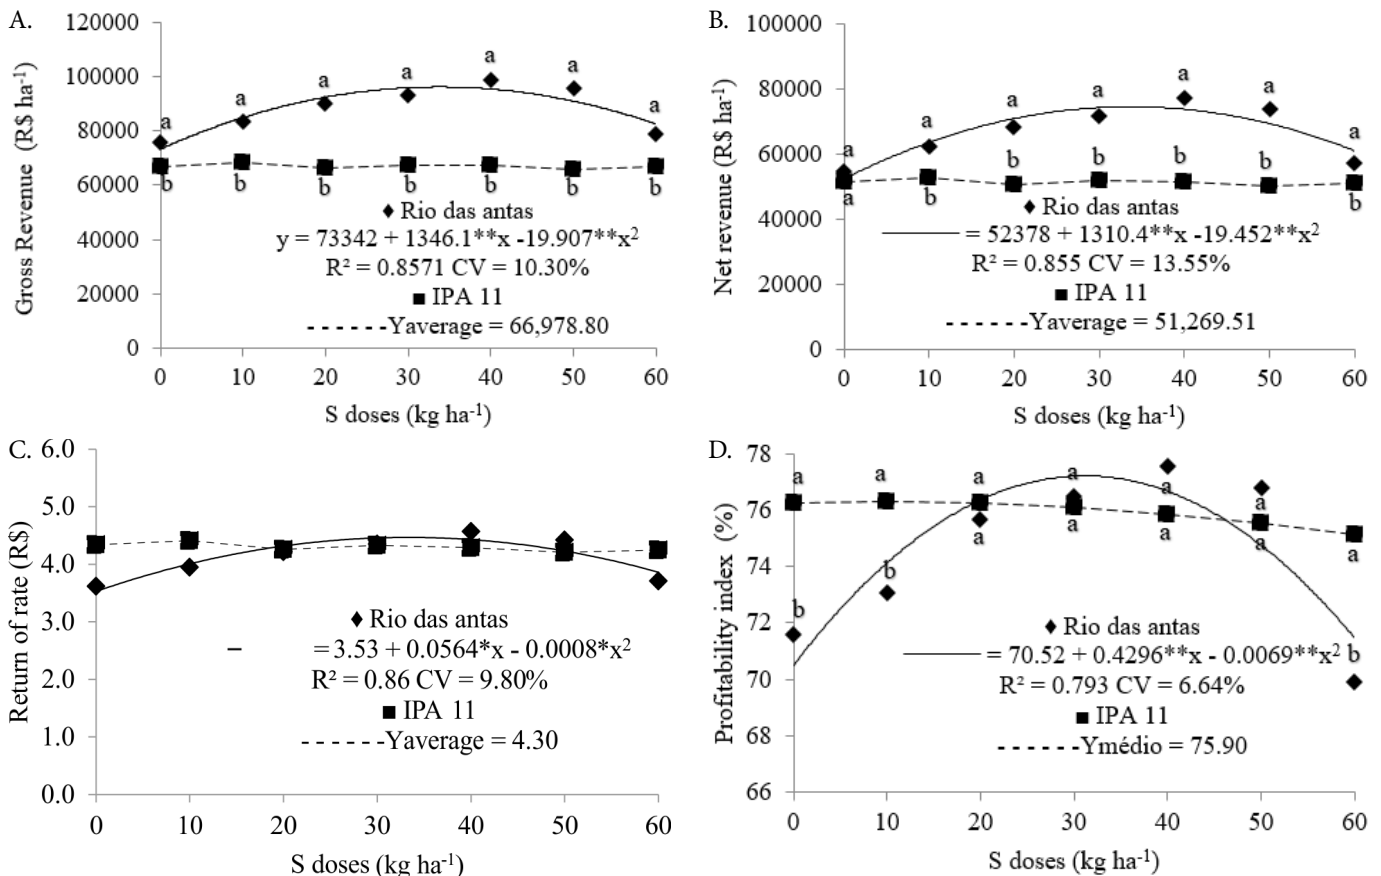 A.
Gross Revenue (R$ ha-1)
120000
100000
80000
60000
40000
20000
0
a a a a a a a
b b b b b b b
Rio das antas
y = 73342 + 1346.1**x -19.907**x2
R² = 0.8571 CV = 10.30%
IPA 11
Yaverage = 66,978.80
0 10 20 30 40 50 60
S doses (kg ha-1)
B.
Net revenue (R$ ha-1)
100000
80000
60000
40000
20000
0
a a a a a a a
a b b b b b b
Rio das antas
= 52378 + 1310.4**x -19.452**x2
R² = 0.855 CV = 13.55%
IPA 11
Yaverage = 51,269.51
0 10 20 30 40 50 60
S doses (kg ha-1)
C.
Return of rate (R$)
6.0
5.0
4.0
3.0
2.0
1.0
0.0
Rio das antas
= 3.53 + 0.0564*x - 0.0008*x2
R² = 0.86 CV = 9.80%
IPA 11
Yaverage = 4.30
0 10 20 30 40 50 60
S doses (kg ha-1)
D.
Profitability index (%)
78
76
74
72
70
68
66
a a a a a a a
b b a a a a b
Rio das antas
= 70.52 + 0.4296**x - 0.0069**x2
R² = 0.793 CV = 6.64%
IPA 11
Ymédio = 75.90
0 10 20 30 40 50 60
S doses (kg ha-1)